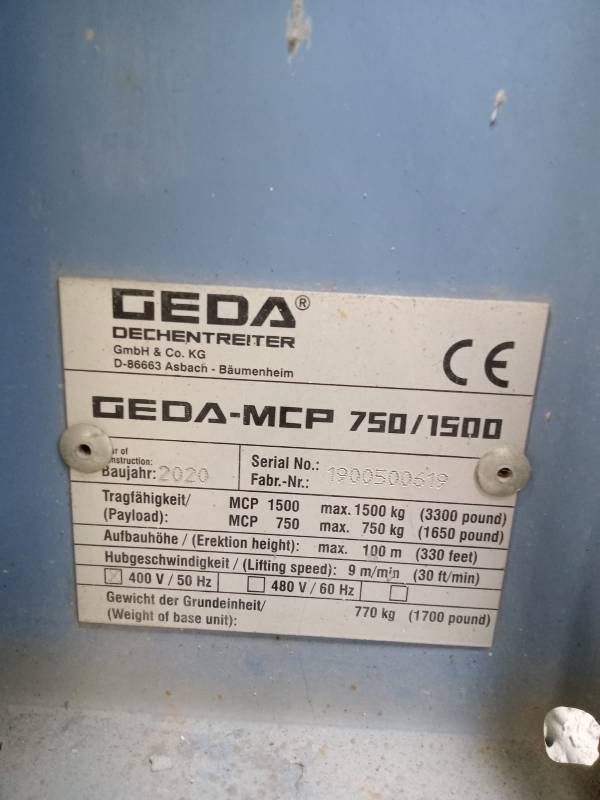 GEDA®
DECHENTREITER
GmbH & Co. KG
D-86663 Asbach - Bäumenheim
CE
GEDA-MCP 750/1500
of
Baujahr: 2020
Serial No.:
Fabr.-Nr.: 1900500619
Tragfähigkeit/ MCP 1500 max. 1500 kg (3300 pound)
(Payload): MCP 750 max. 750 kg (1650 pound)
Aufbauhöhe / (Erektion height): max. 100 m (330 feet)
Hubgeschwindigkeit / (Lifting speed): 9 m/min (30 ft/min)
400 V / 50 Hz 480 V / 60 Hz
Gewicht der Grundeinheit/ 770 kg (1700 pound)
(Weight of base unit):